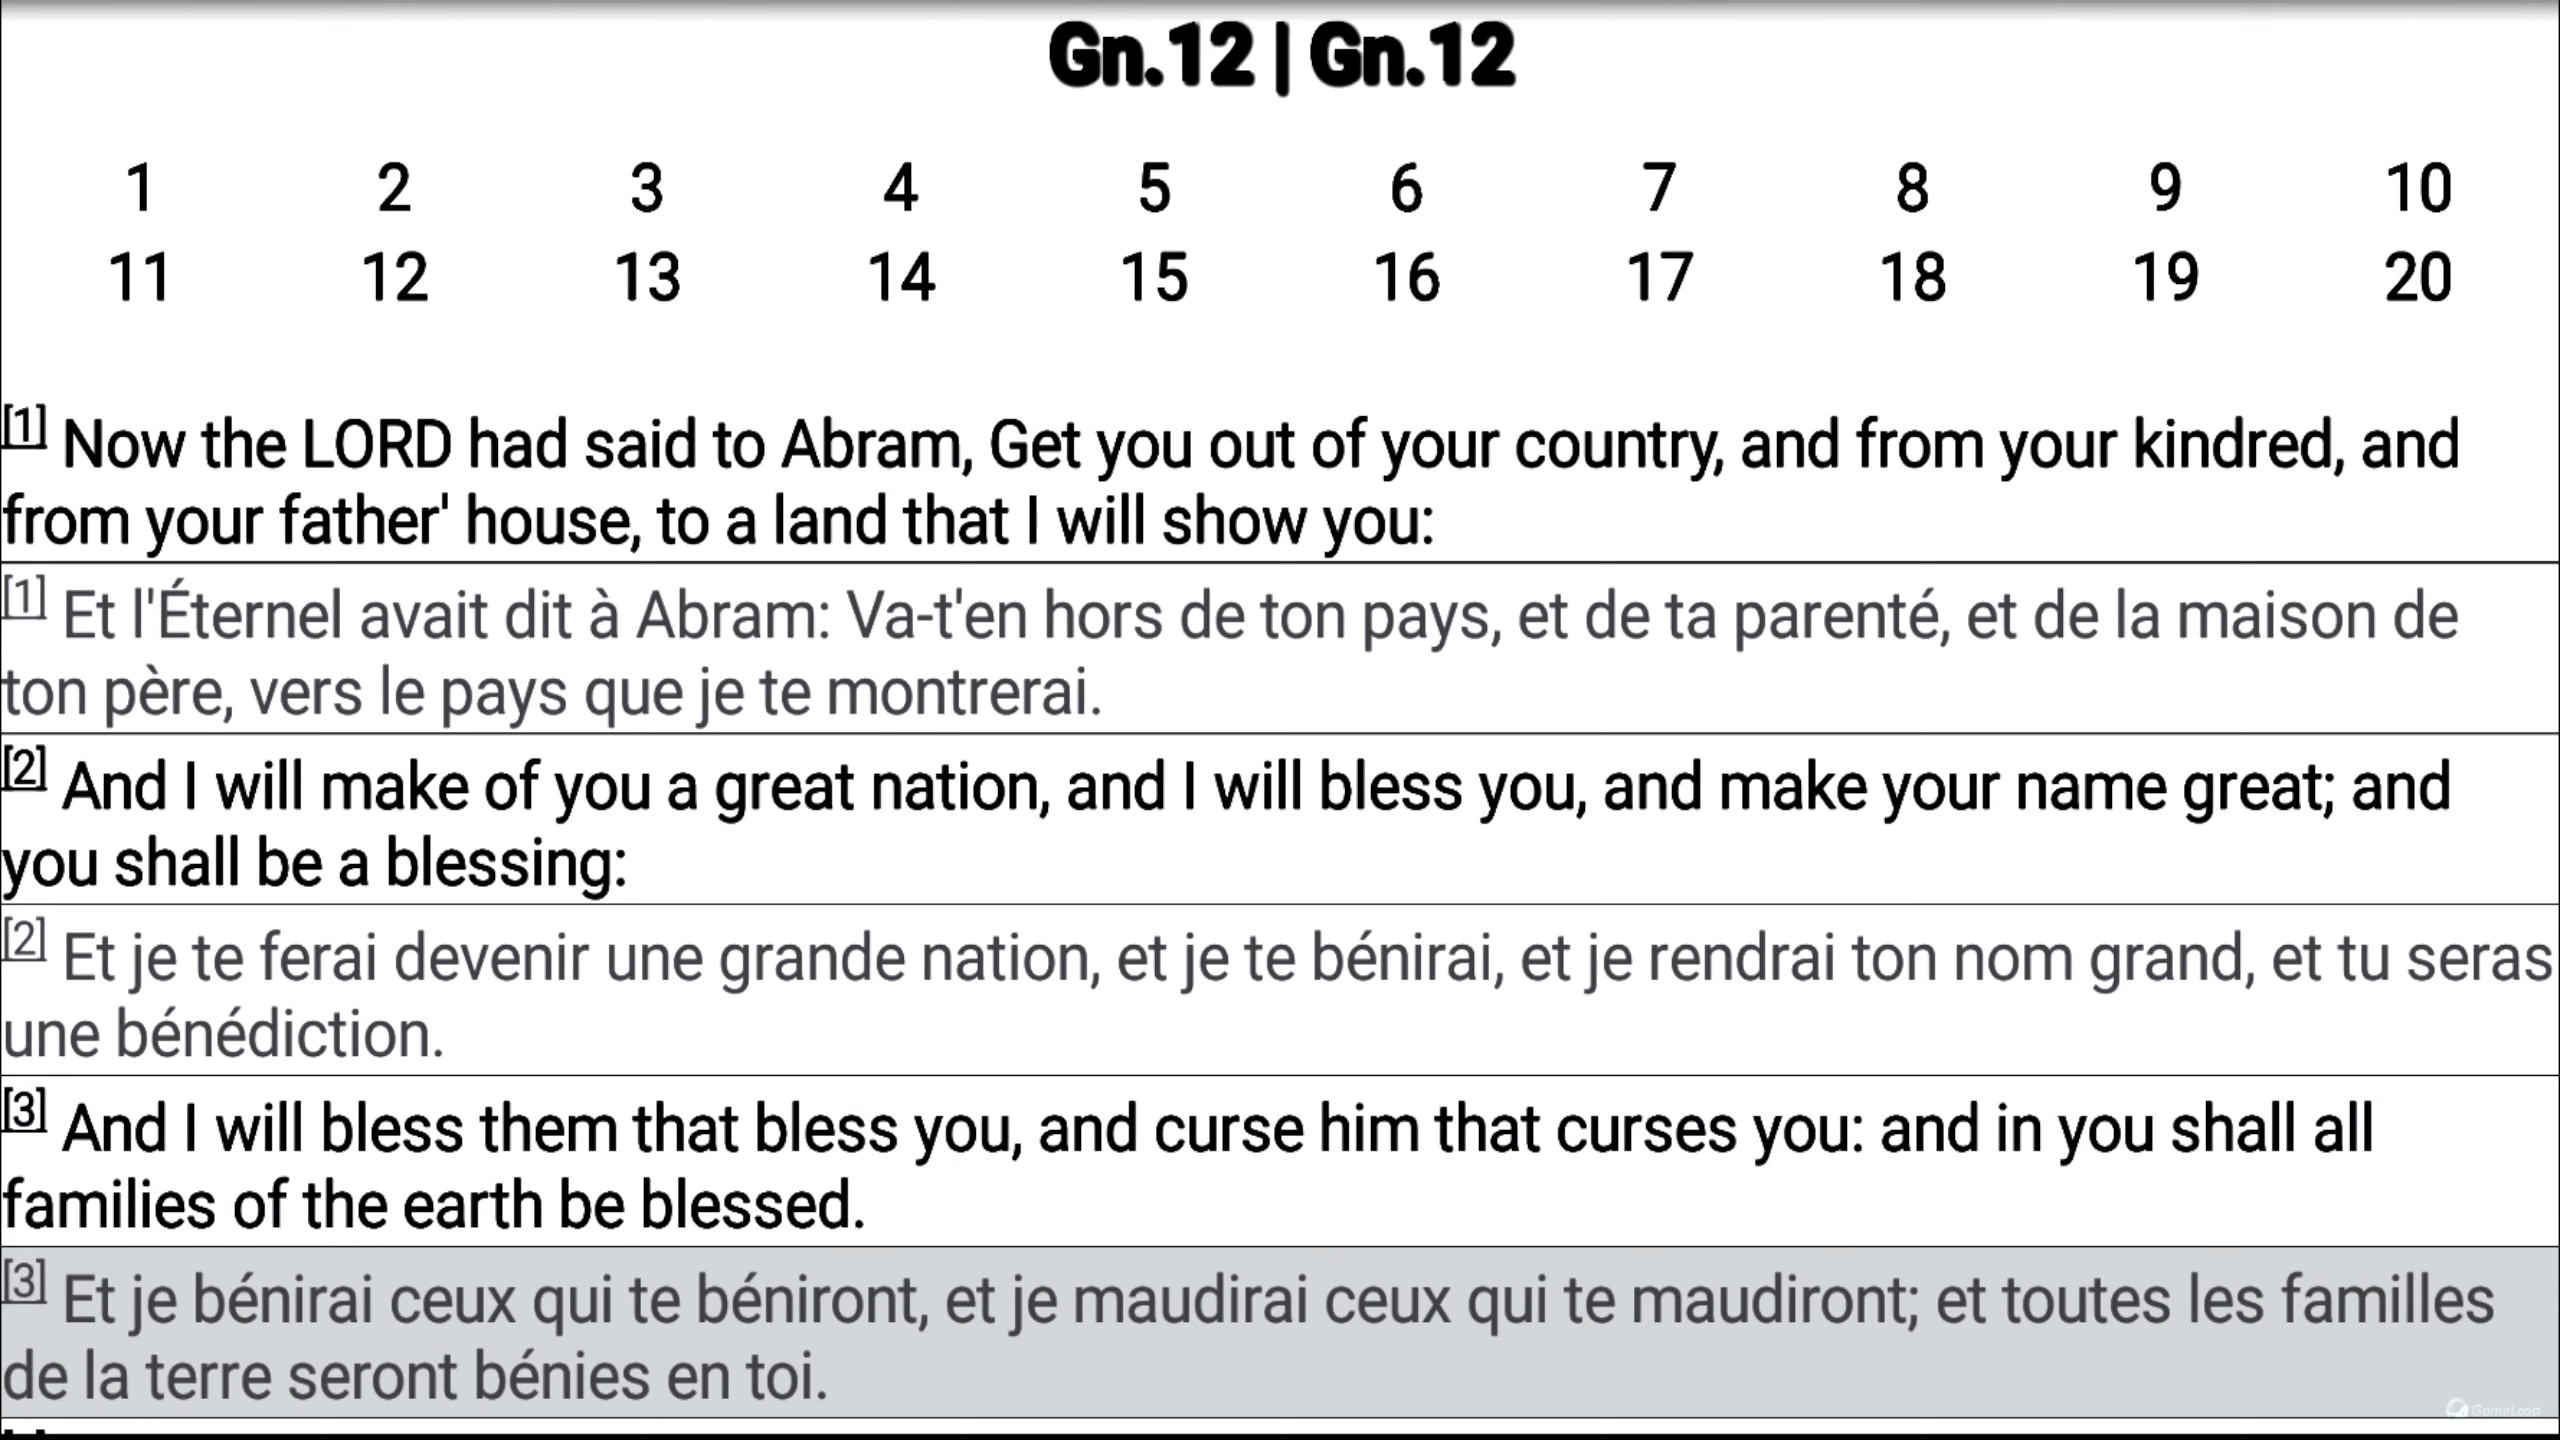 Gn.12 | Gn.12
1 2 3 4 5 6 7 8 9 10
11 12 13 14 15 16 17 18 19 20
[1] Now the LORD had said to Abram, Get you out of your country, and from your kindred, and
from your father' house, to a land that I will show you:
[1] Et l'Éternel avait dit à Abram: Va-t'en hors de ton pays, et de ta parenté, et de la maison de
ton père, vers le pays que je te montrerai.
[2] And I will make of you a great nation, and I will bless you, and make your name great; and
you shall be a blessing:
[2] Et je te ferai devenir une grande nation, et je te bénirai, et je rendrai ton nom grand, et tu seras
une bénédiction.
[3] And I will bless them that bless you, and curse him that curses you: and in you shall all
families of the earth be blessed.
[3] Et je bénirai ceux qui te béniront, et je maudirai ceux qui te maudiront; et toutes les familles
de la terre seront bénies en toi.
GameLoop